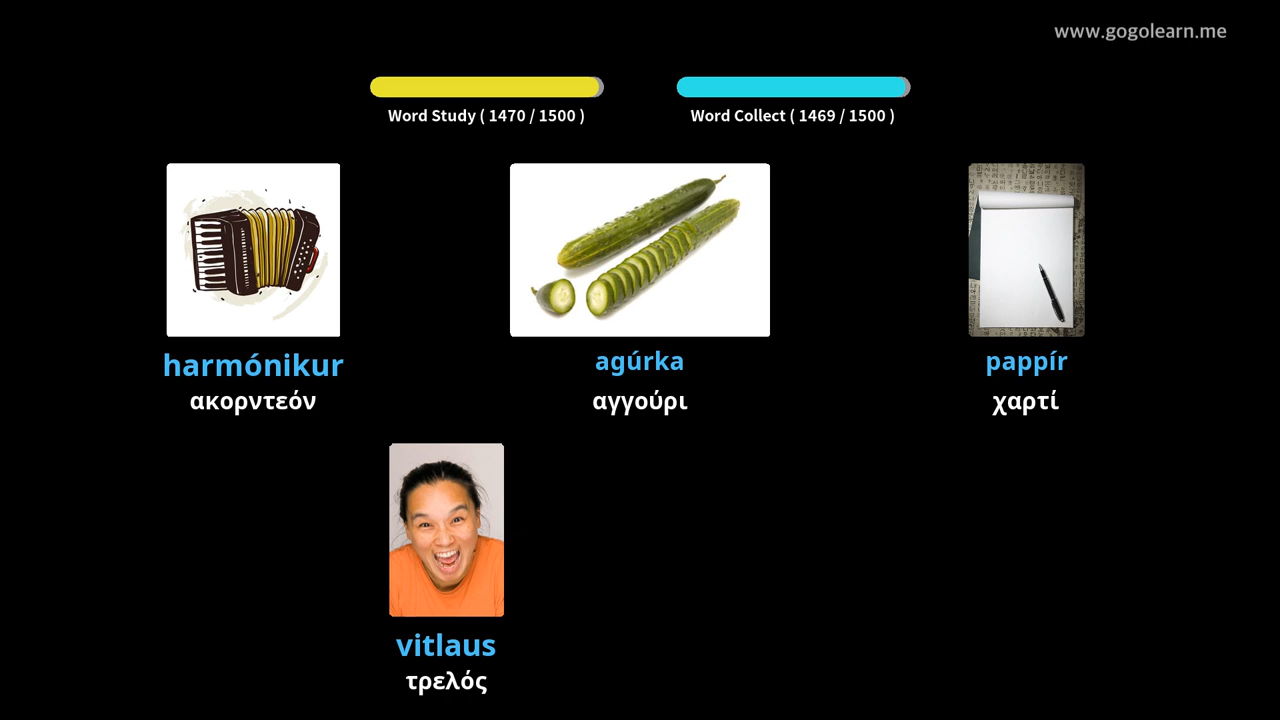 www.gogolearn.me
Word Study ( 1470 / 1500 )
Word Collect ( 1469 / 1500 )
harmónikur
ακορντεόν
agúrka
αγγούρι
pappír
χαρτί
vitlaus
τρελός